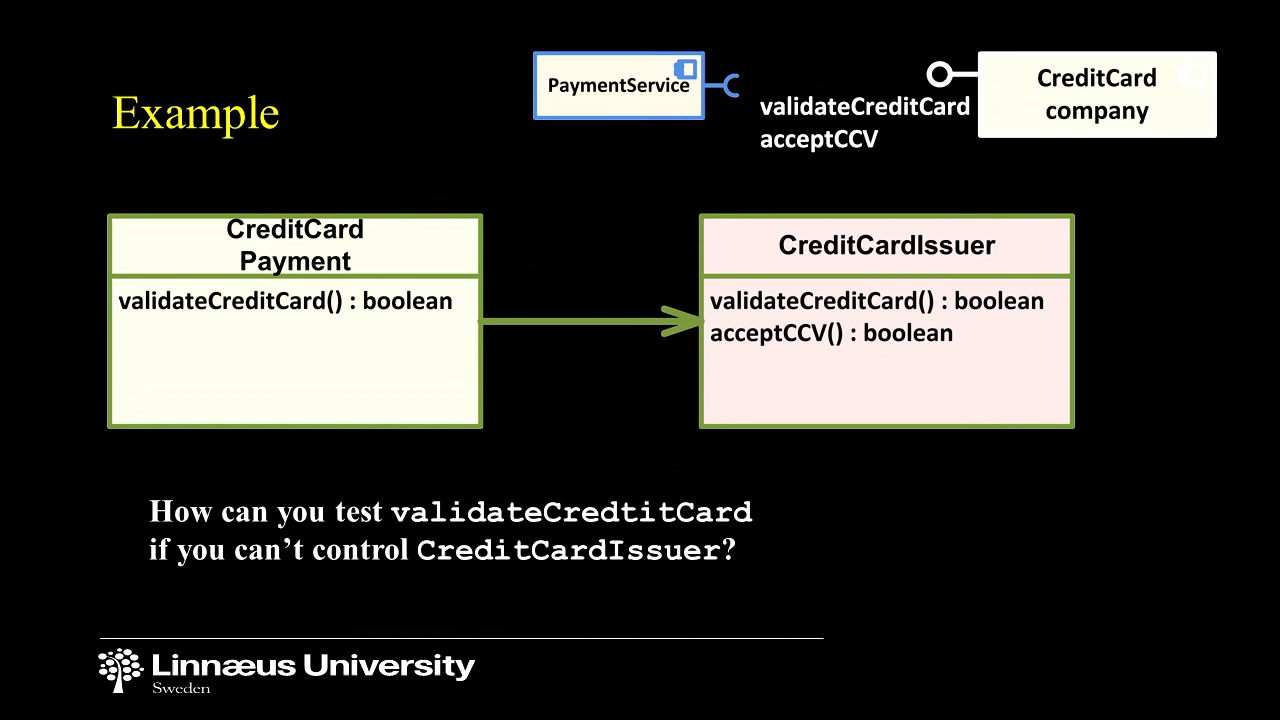 Example
PaymentService
validateCreditCard
acceptCCV
CreditCard
company
CreditCard
Payment
validateCreditCard() : boolean
CreditCardIssuer
validateCreditCard() : boolean
acceptCCV() : boolean
How can you test validateCredtitCard
if you can’t control CreditCardIssuer?
Linnæus University
Sweden